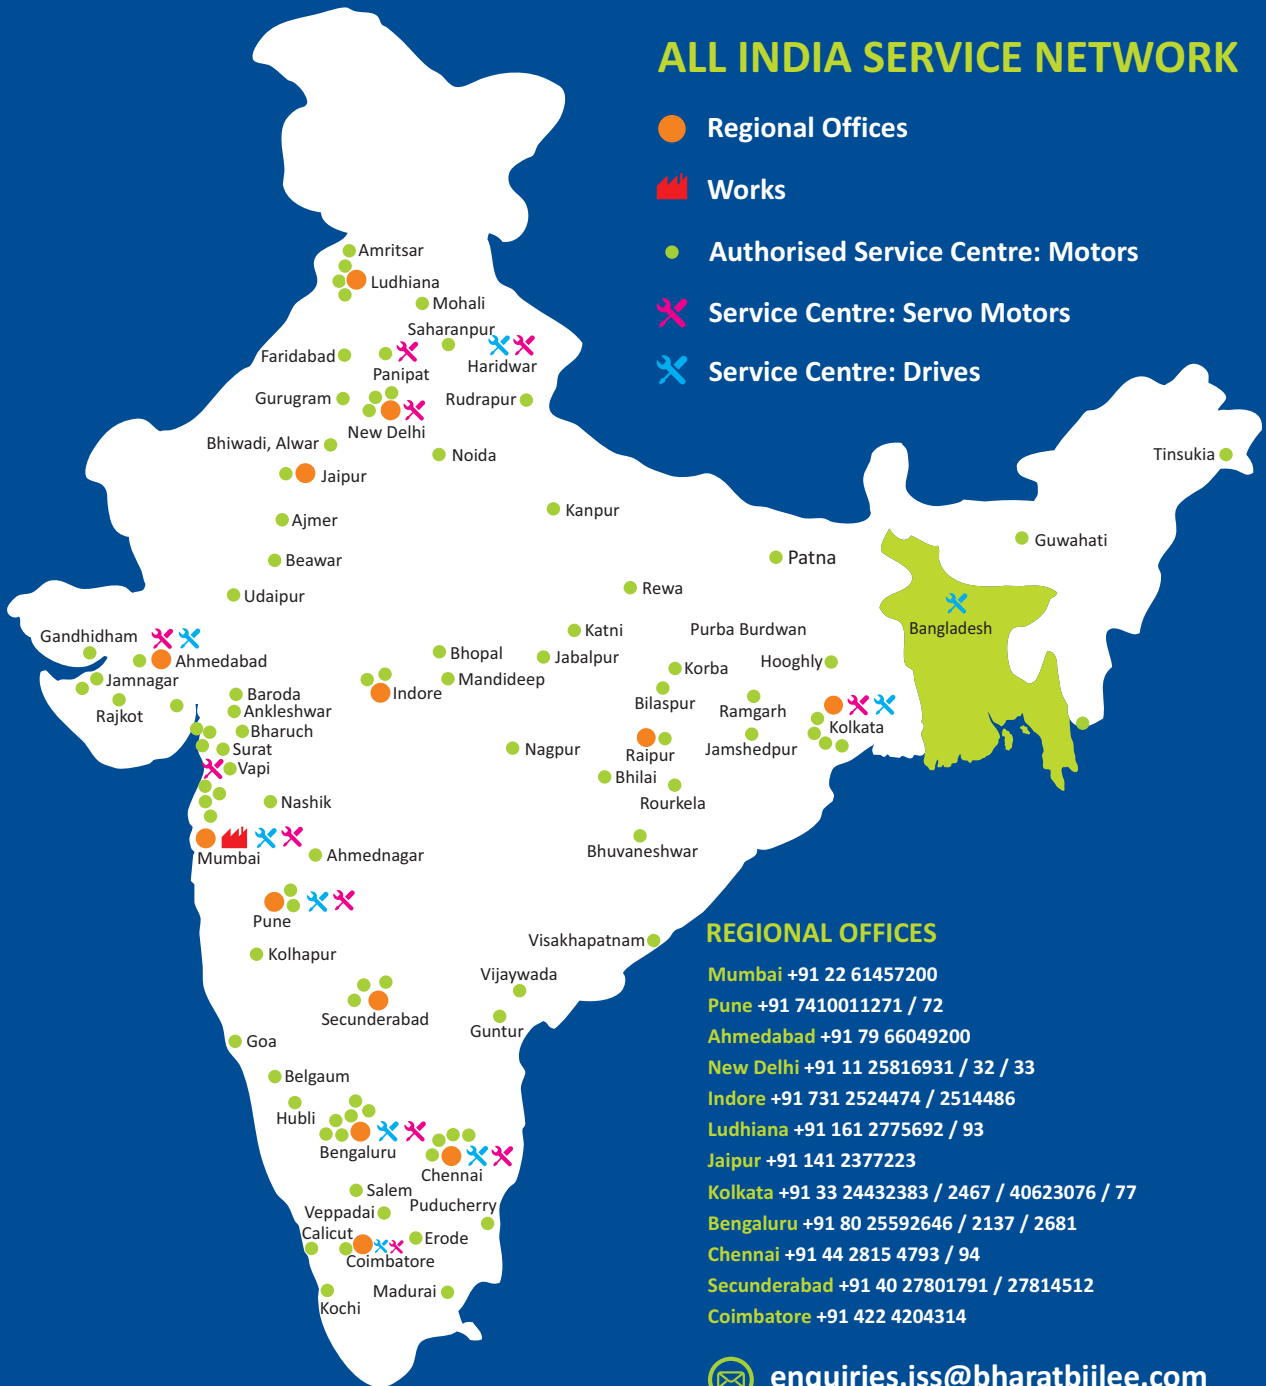 ALL INDIA SERVICE NETWORK
Regional Offices
Works
Authorised Service Centre: Motors
Service Centre: Servo Motors
Service Centre: Drives
Amritsar
Ludhiana
Mohali
Saharanpur
Faridabad
Panipat
Haridwar
Gurugram
Rudrapur
New Delhi
Bhiwadi, Alwar
Noida
Tinsukia
Jaipur
Kanpur
Ajmer
Guwahati
Beawar
Patna
Rewa
Udaipur
Bangladesh
Gandhidham
Katni
Purba Burdwan
Ahmedabad
Bhopal
Jabalpur
Hooghly
Korba
Jamnagar
Mandideep
Baroda
Indore
Bilaspur
Ankleshwar
Ramgarh
Rajkot
Kolkata
Bharuch
Surat
Nagpur
Raipur
Jamshedpur
Vapi
Bhilai
Nashik
Rourkela
Mumbai
Ahmednagar
Bhuvaneshwar
Pune
Visakhapatnam
Kolhapur
Vijaywada
Secunderabad
Guntur
Goa
Belgaum
Hubli
Bengaluru
Chennai
Salem
Puducherry
Veppadai
Calicut
Erode
Coimbatore
Madurai
Kochi
REGIONAL OFFICES
Mumbai +91 22 61457200
Pune +91 7410011271 / 72
Ahmedabad +91 79 66049200
New Delhi +91 11 25816931 / 32 / 33
Indore +91 731 2524474 / 2514486
Ludhiana +91 161 2775692 / 93
Jaipur +91 141 2377223
Kolkata +91 33 24432383 / 2467 / 40623076 / 77
Bengaluru +91 80 25592646 / 2137 / 2681
Chennai +91 44 2815 4793 / 94
Secunderabad +91 40 27801791 / 27814512
Coimbatore +91 422 4204314
enquiries.iss@bharatbijlee.com